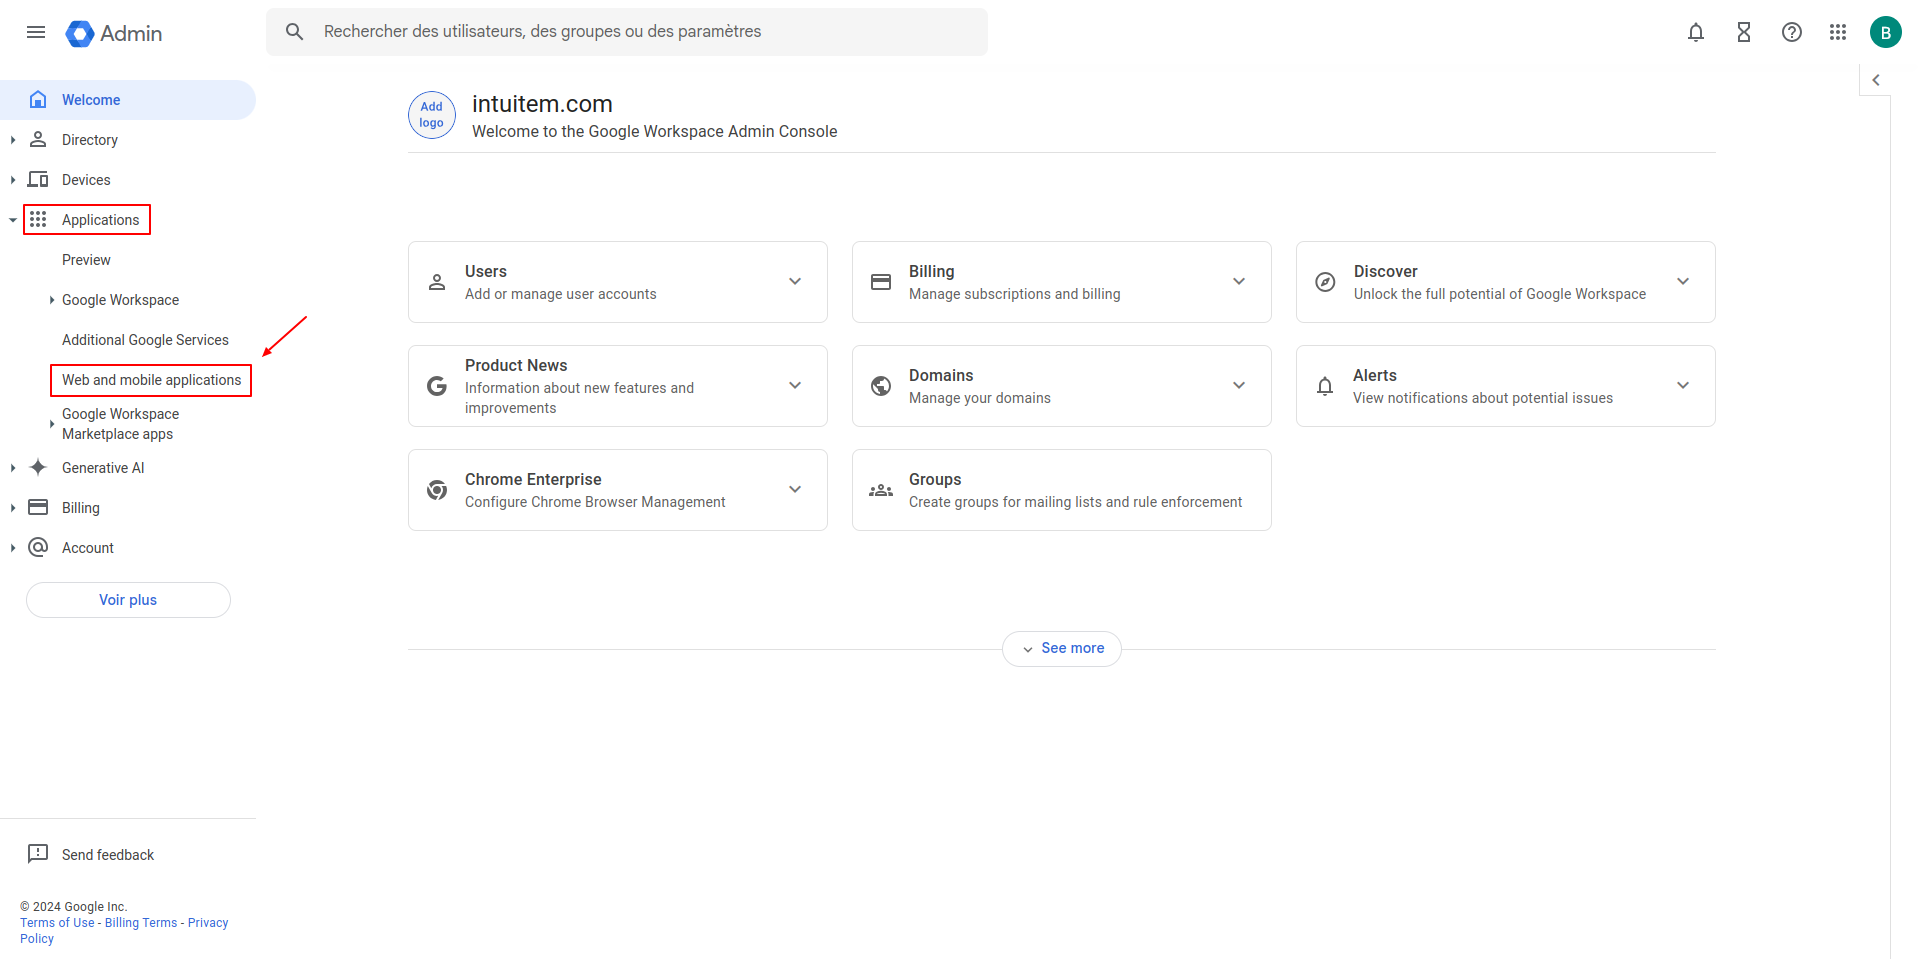 Admin
Rechercher des utilisateurs, des groupes ou des paramètres
B
Welcome
Directory
Devices
Applications
Preview
Google Workspace
Additional Google Services
Web and mobile applications
Google Workspace
Marketplace apps
Generative AI
Billing
Account
Voir plus
Send feedback
© 2024 Google Inc.
Terms of Use - Billing Terms - Privacy
Policy
Add
logo
intuitem.com
Welcome to the Google Workspace Admin Console
Users
Add or manage user accounts
Billing
Manage subscriptions and billing
Discover
Unlock the full potential of Google Workspace
Product News
Information about new features and
improvements
Domains
Manage your domains
Alerts
View notifications about potential issues
Chrome Enterprise
Configure Chrome Browser Management
Groups
Create groups for mailing lists and rule enforcement
See more